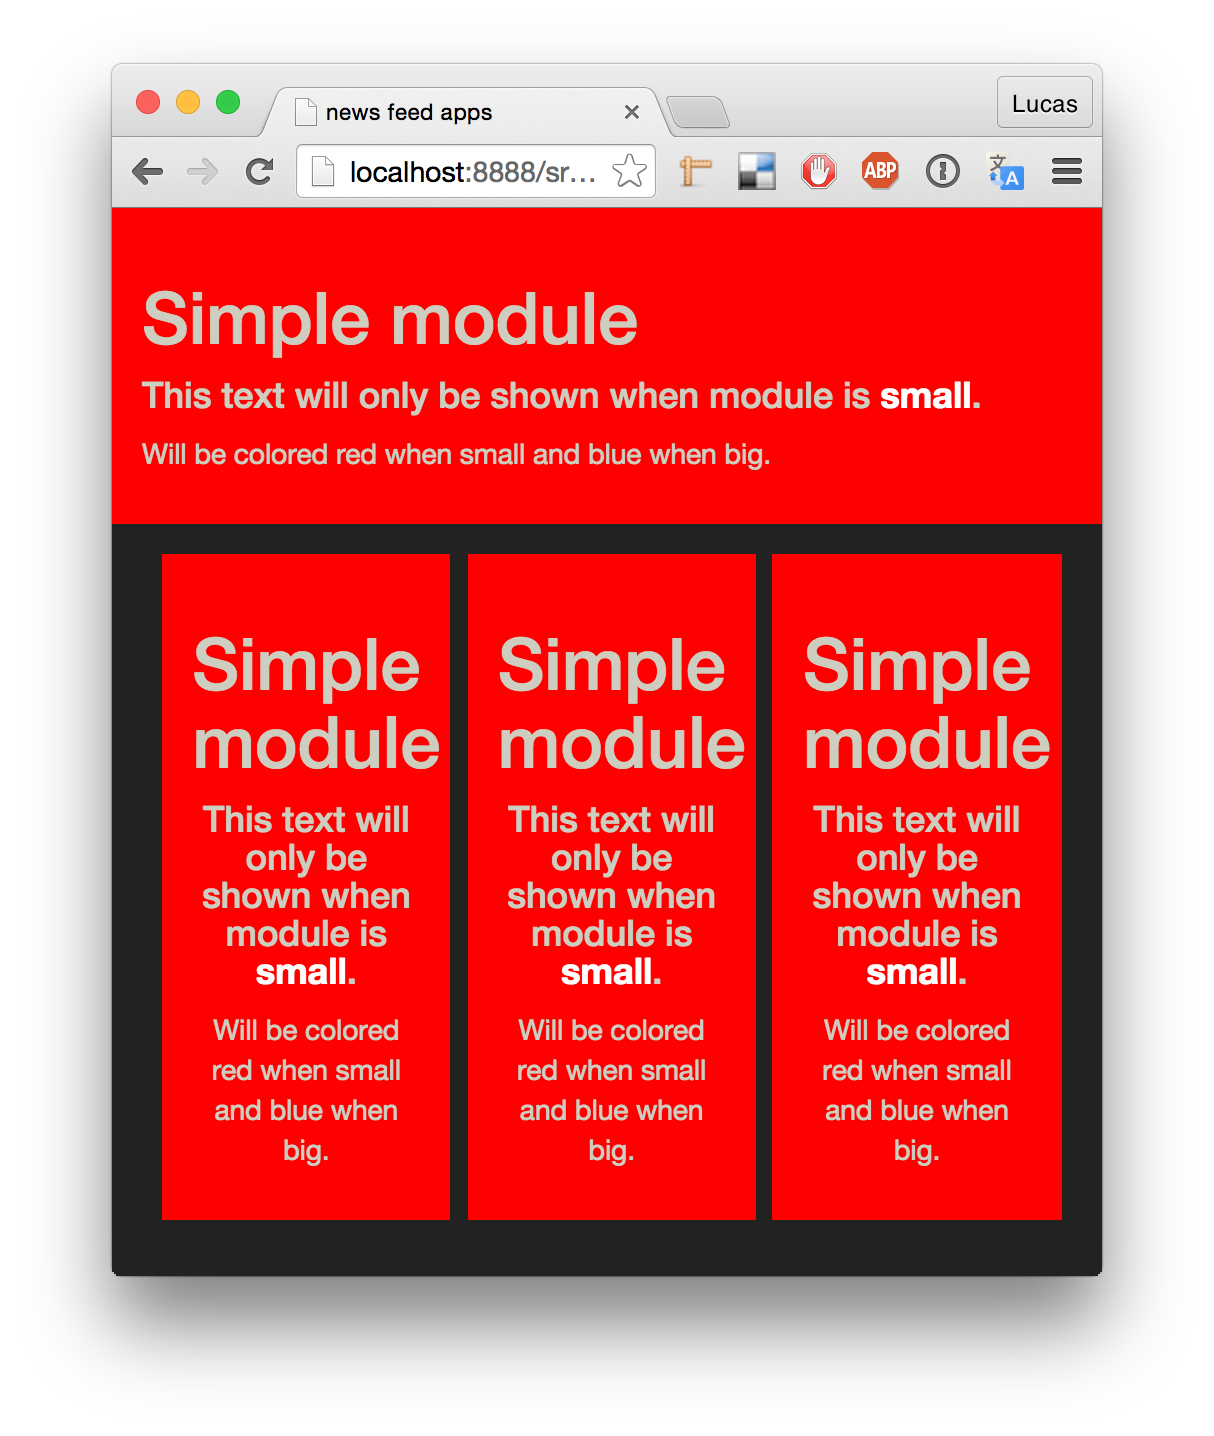 news feed apps
Lucas
localhost:8888/sr...
ABP
文
A
Simple module
This text will only be shown when module is small.
Will be colored red when small and blue when big.
Simple
module
This text will
only be
shown when
module is
small.
Will be colored
red when small
and blue when
big.
Simple
module
This text will
only be
shown when
module is
small.
Will be colored
red when small
and blue when
big.
Simple
module
This text will
only be
shown when
module is
small.
Will be colored
red when small
and blue when
big.